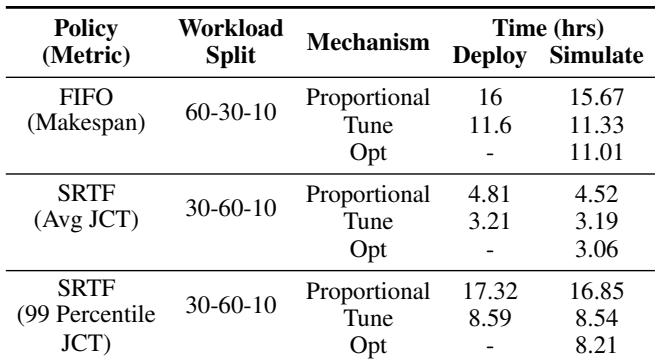 Policy Workload Mechanism Time (hrs)
(Metric) Split Deploy Simulate
FIFO 60-30-10 Proportional 16 15.67
(Makespan) Tune 11.6 11.33
Opt - 11.01
SRTF 30-60-10 Proportional 4.81 4.52
(Avg JCT) Tune 3.21 3.19
Opt - 3.06
SRTF 30-60-10 Proportional 17.32 16.85
(99 Percentile Tune 8.59 8.54
JCT) Opt - 8.21